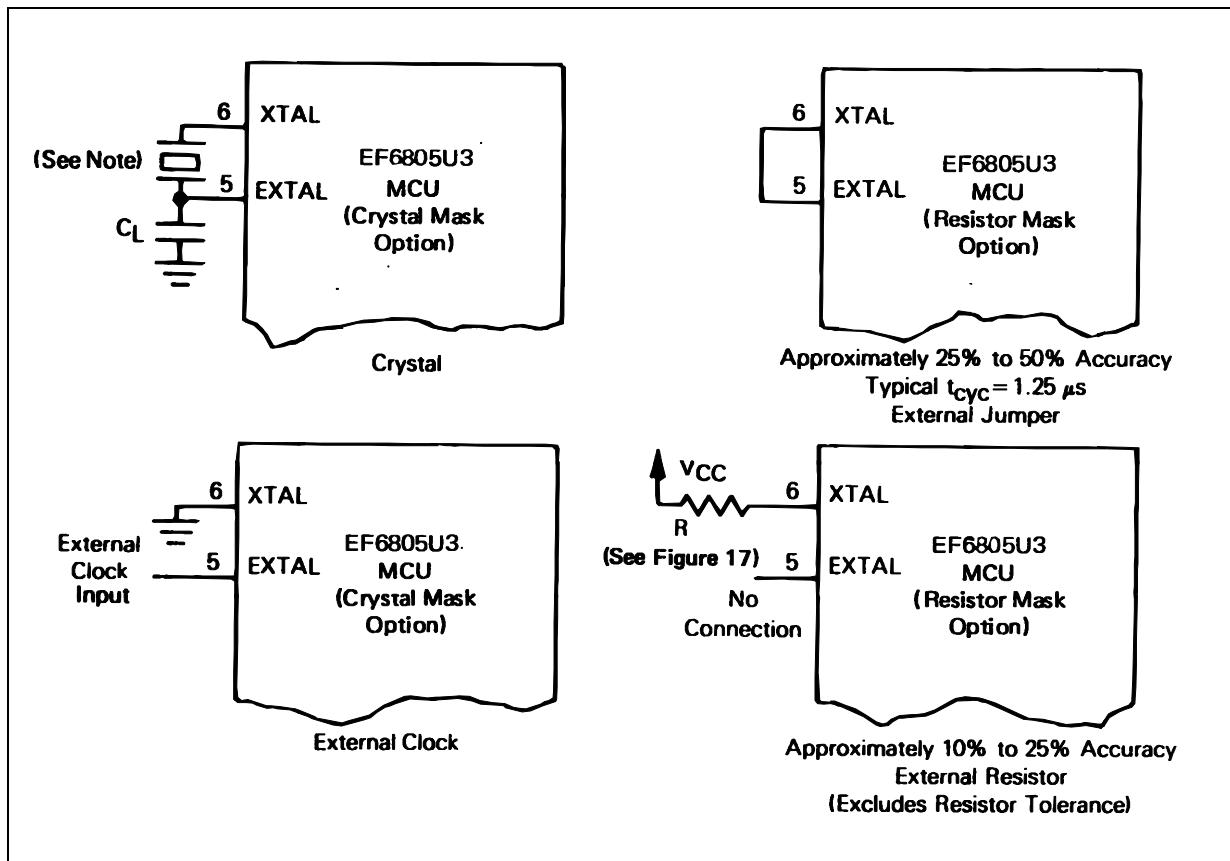 6
XTAL
(See Note)
5
EXTAL
CL
EF6805U3
MCU
(Crystal Mask
Option)
Crystal
6
XTAL
5
EXTAL
EF6805U3
MCU
(Resistor Mask
Option)
Approximately 25% to 50% Accuracy
Typical tcyc = 1.25 μs
External Jumper
6
XTAL
External
Clock
Input
5
EXTAL
EF6805U3.
MCU
(Crystal Mask
Option)
External Clock
VCC
6
XTAL
R
(See Figure 17)
5
EXTAL
No
Connection
EF6805U3
MCU
(Resistor Mask
Option)
Approximately 10% to 25% Accuracy
External Resistor
(Excludes Resistor Tolerance)